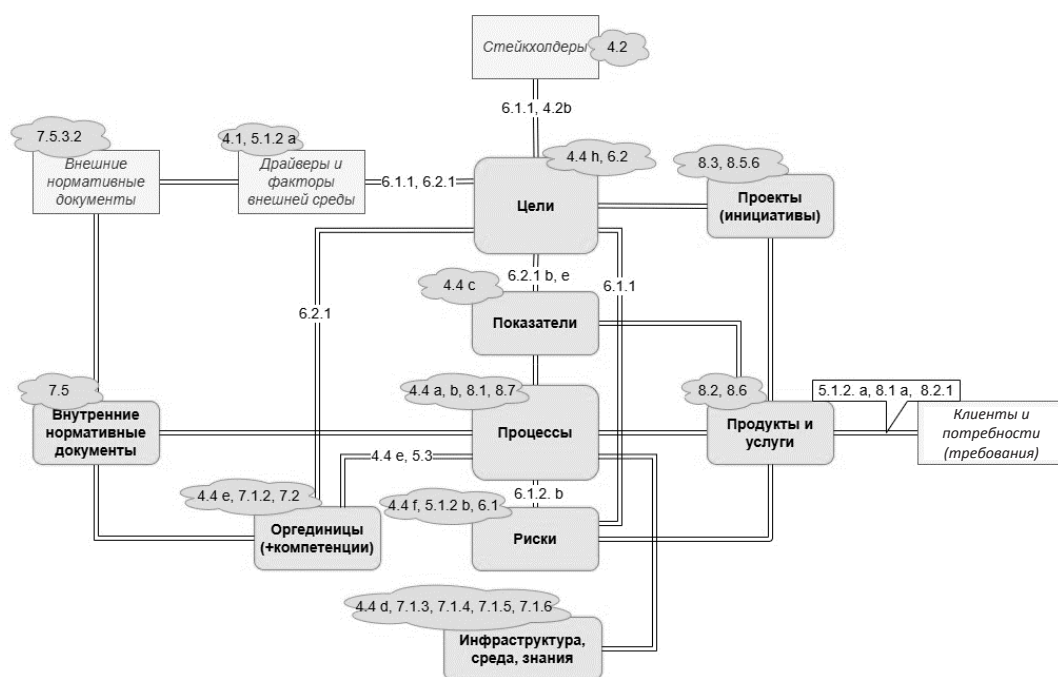 Стейкхолдеры
4.2
6.1.1, 4.2b
7.5.3.2
Внешние
нормативные
документы
4.1, 5.1.2 a
Драйверы и
факторы
внешней среды
6.1.1, 6.2.1
4.4 h, 6.2
Цели
8.3, 8.5.6
Проекты
(инициативы)
6.2.1 b, e
6.1.1
6.2.1
4.4 c
Показатели
7.5
Внутренние
нормативные
документы
4.4 a, b, 8.1, 8.7
Процессы
8.2, 8.6
Продукты и
услуги
5.1.2. a, 8.1 a, 8.2.1
Клиенты и
потребности
(требования)
4.4 e, 5.3
4.4 e, 7.1.2, 7.2
Оргединицы
(+компетенции)
6.1.2. b
4.4 f, 5.1.2 b, 6.1
Риски
4.4 d, 7.1.3, 7.1.4, 7.1.5, 7.1.6
Инфраструктура,
среда, знания